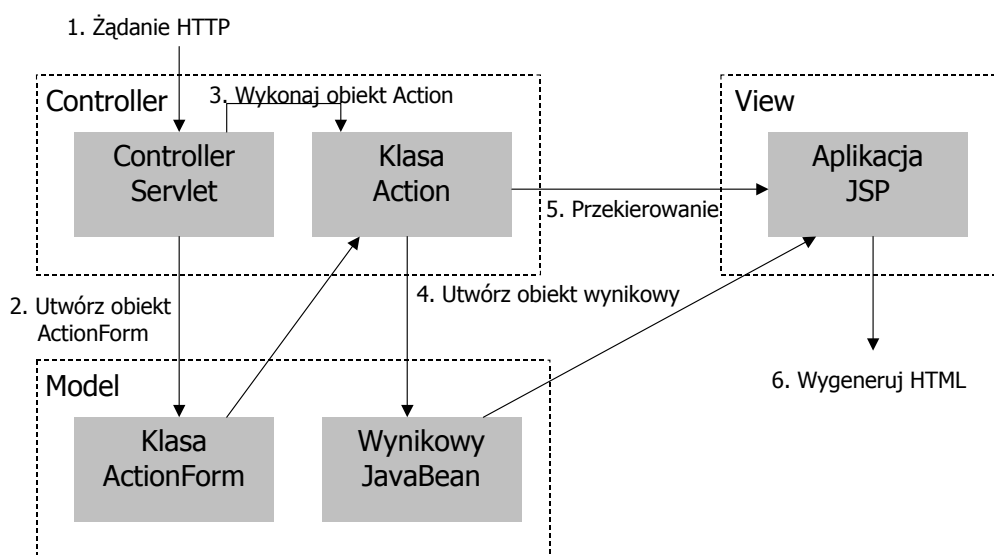 1. Żądanie HTTP
Controller
3. Wykonaj obiekt Action
View
Controller
Servlet
Klasa
Action
Aplikacja
JSP
5. Przekierowanie
2. Utwórz obiekt
ActionForm
4. Utwórz obiekt wynikowy
Model
6. Wygeneruj HTML
Klasa
ActionForm
Wynikowy
JavaBean